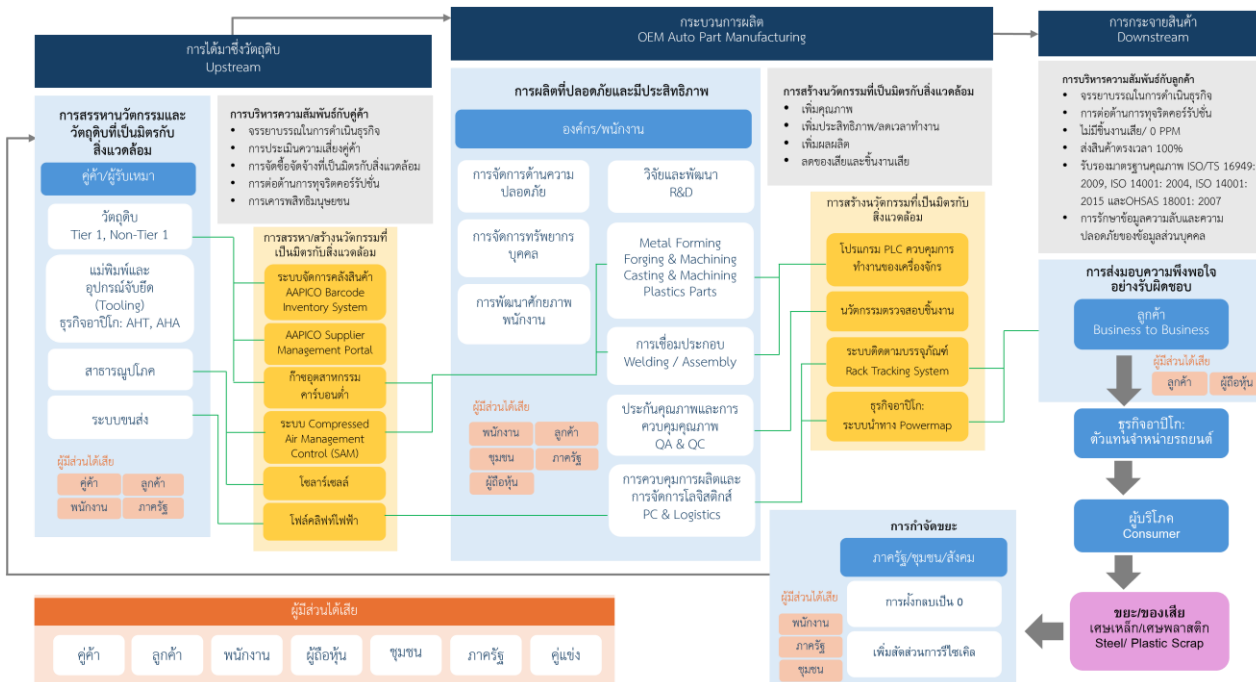 การได้มาซึ่งวัตถุดิบ
Upstream
การสรรหานวัตกรรมและ
วัตถุดิบที่เป็นมิตรกับ
สิ่งแวดล้อม
คู่ค้า/ผู้รับเหมา
วัตถุดิบ
Tier 1, Non-Tier 1
แม่พิมพ์และ
อุปกรณ์จับยึด
(Tooling)
ธุรกิจอาปิโก: AHT, AHA
สาธารณูปโภค
ระบบขนส่ง
ผู้มีส่วนได้เสีย
คู่ค้า
ลูกค้า
พนักงาน
ภาครัฐ
การบริหารความสัมพันธ์กับคู่ค้า
• จรรยาบรรณในการดำเนินธุรกิจ
• การประเมินความเสี่ยงคู่ค้า
• การจัดซื้อจัดจ้างที่เป็นมิตรกับสิ่งแวดล้อม
• การต่อต้านการทุจริตคอร์รัปชั่น
• การเคารพสิทธิมนุษยชน
การสรรหา/สร้างนวัตกรรมที่
เป็นมิตรกับสิ่งแวดล้อม
ระบบจัดการคลังสินค้า
AAPICO Barcode
Inventory System
AAPICO Supplier
Management Portal
ก๊าซอุตสาหกรรม
คาร์บอนต่ำ
ระบบ Compressed
Air Management
Control (SAM)
โซลาร์เซลล์
โฟล์คลิฟท์ไฟฟ้า
กระบวนการผลิต
OEM Auto Part Manufacturing
การผลิตที่ปลอดภัยและมีประสิทธิภาพ
องค์กร/พนักงาน
การจัดการด้านความ
ปลอดภัย
การจัดการทรัพยากร
บุคคล
การพัฒนาศักยภาพ
พนักงาน
ผู้มีส่วนได้เสีย
พนักงาน
ลูกค้า
ชุมชน
ภาครัฐ
ผู้ถือหุ้น
วิจัยและพัฒนา
R&D
Metal Forming
Forging & Machining
Casting & Machining
Plastics Parts
การเชื่อมประกอบ
Welding / Assembly
ประกันคุณภาพและการ
ควบคุมคุณภาพ
QA & QC
การควบคุมการผลิตและ
การจัดการโลจิสติกส์
PC & Logistics
การสร้างนวัตกรรมที่เป็นมิตรกับสิ่งแวดล้อม
• เพิ่มคุณภาพ
• เพิ่มประสิทธิภาพ/ลดเวลาทำงาน
• เพิ่มผลผลิต
• ลดของเสียและชิ้นงานเสีย
การสร้างนวัตกรรมที่เป็นมิตรกับ
สิ่งแวดล้อม
โปรแกรม PLC ควบคุมการ
ทำงานของเครื่องจักร
นวัตกรรมตรวจสอบชิ้นงาน
ระบบติดตามบรรจุภัณฑ์
Rack Tracking System
ธุรกิจอาปิโก:
ระบบนำทาง Powermap
การกระจายสินค้า
Downstream
การบริหารความสัมพันธ์กับลูกค้า
• จรรยาบรรณในการดำเนินธุรกิจ
• การต่อต้านการทุจริตคอร์รัปชั่น
• ไม่มีชิ้นงานเสีย/ 0 PPM
• ส่งสินค้าตรงเวลา 100%
• รับรองมาตรฐานคุณภาพ ISO/TS 16949:
2009, ISO 14001: 2004, ISO 14001:
2015 และOHSAS 18001: 2007
• การรักษาข้อมูลความลับและความ
ปลอดภัยของข้อมูลส่วนบุคคล
การส่งมอบความพึงพอใจ
อย่างรับผิดชอบ
ลูกค้า
Business to Business
ผู้มีส่วนได้เสีย
ลูกค้า
ผู้ถือหุ้น
ธุรกิจอาปิโก:
ตัวแทนจำหน่ายรถยนต์
ผู้บริโภค
Consumer
ขยะ/ของเสีย
เศษเหล็ก/เศษพลาสติก
Steel/ Plastic Scrap
การกำจัดขยะ
ภาครัฐ/ชุมชน/สังคม
ผู้มีส่วนได้เสีย
พนักงาน
ภาครัฐ
ชุมชน
การฝังกลบเป็น 0
เพิ่มสัดส่วนการรีไซเคิล
ผู้มีส่วนได้เสีย
คู่ค้า
ลูกค้า
พนักงาน
ผู้ถือหุ้น
ชุมชน
ภาครัฐ
คู่แข่ง